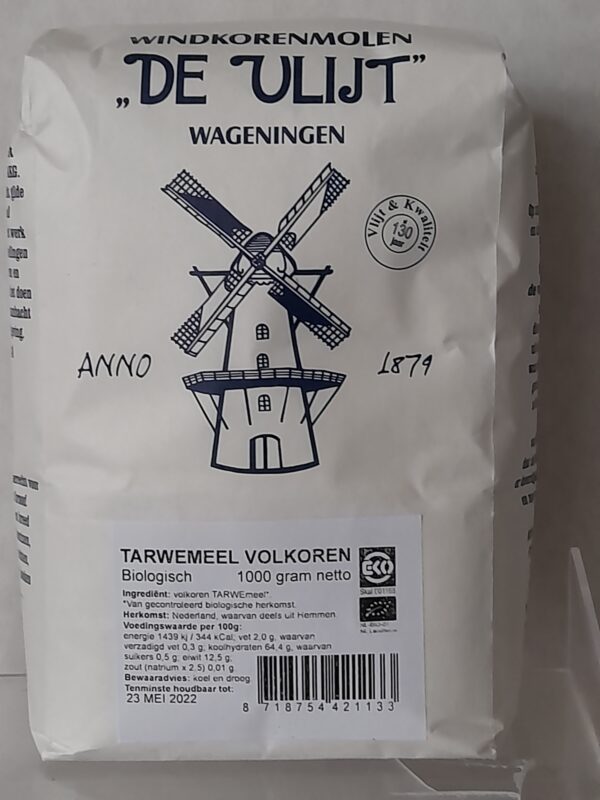 WINDKORENMOLEN
„DE VLIJT”
WAGENINGEN
Vlijt & Kwaliteit
130
jaar
ANNO 1879
TARWEMEEL VOLKOREN
Biologisch 1000 gram netto
EKO
Ingrediënt: volkoren TARWEmeel*.
*Van gecontroleerd biologische herkomst.
Herkomst: Nederland, waarvan deels uit Hemmen.
Voedingswaarde per 100g:
energie 1439 kj / 344 kCal; vet 2,0 g, waarvan
verzadigd vet 0,3 g; koolhydraten 64,4 g, waarvan
suikers 0,5 g; eiwit 12,5 g;
zout (natrium x 2.5) 0,01 g.
Bewaaradvies: koel en droog.
Tenminste houdbaar tot:
23 MEI 2022
8 718754 421133